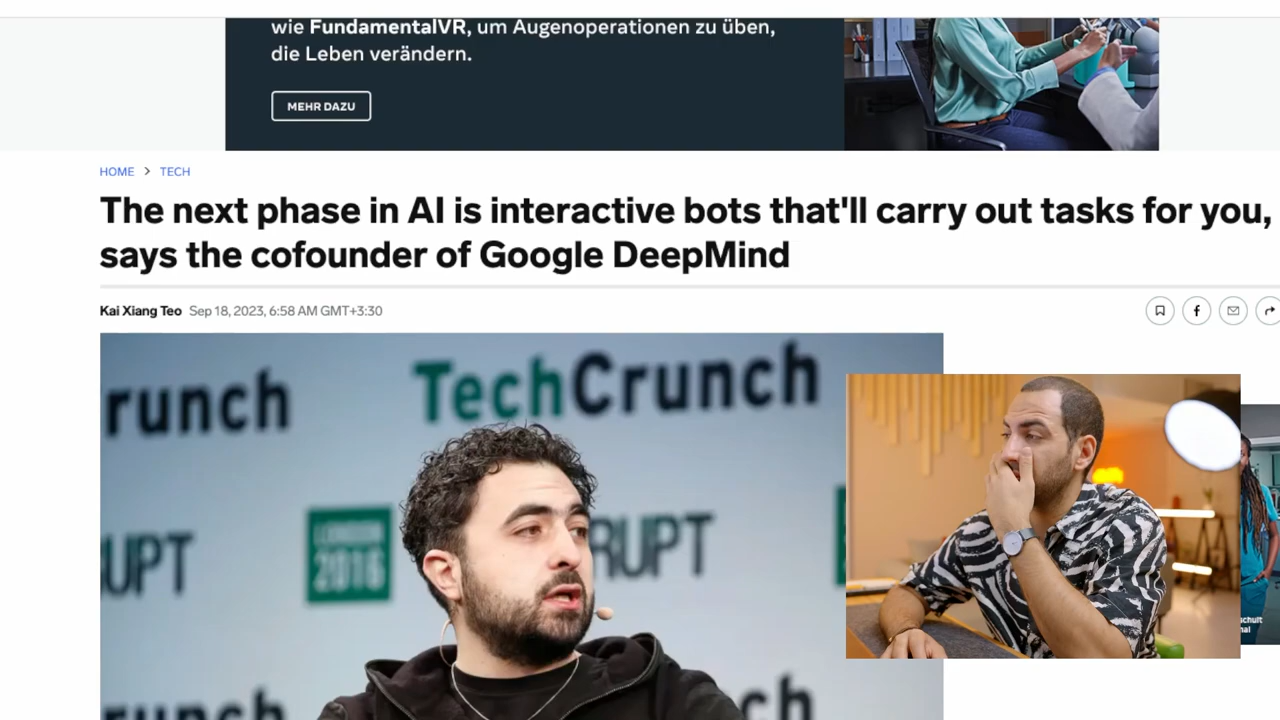 wie FundamentalVR, um Augenoperationen zu üben,
die Leben verändern.
MEHR DAZU
HOME > TECH
The next phase in AI is interactive bots that'll carry out tasks for you,
says the cofounder of Google DeepMind
Kai Xiang Teo Sep 18, 2023, 6:58 AM GMT+3:30
runch
TechCrunch
LONDON
2016
UPT
RUPT
runch
ch